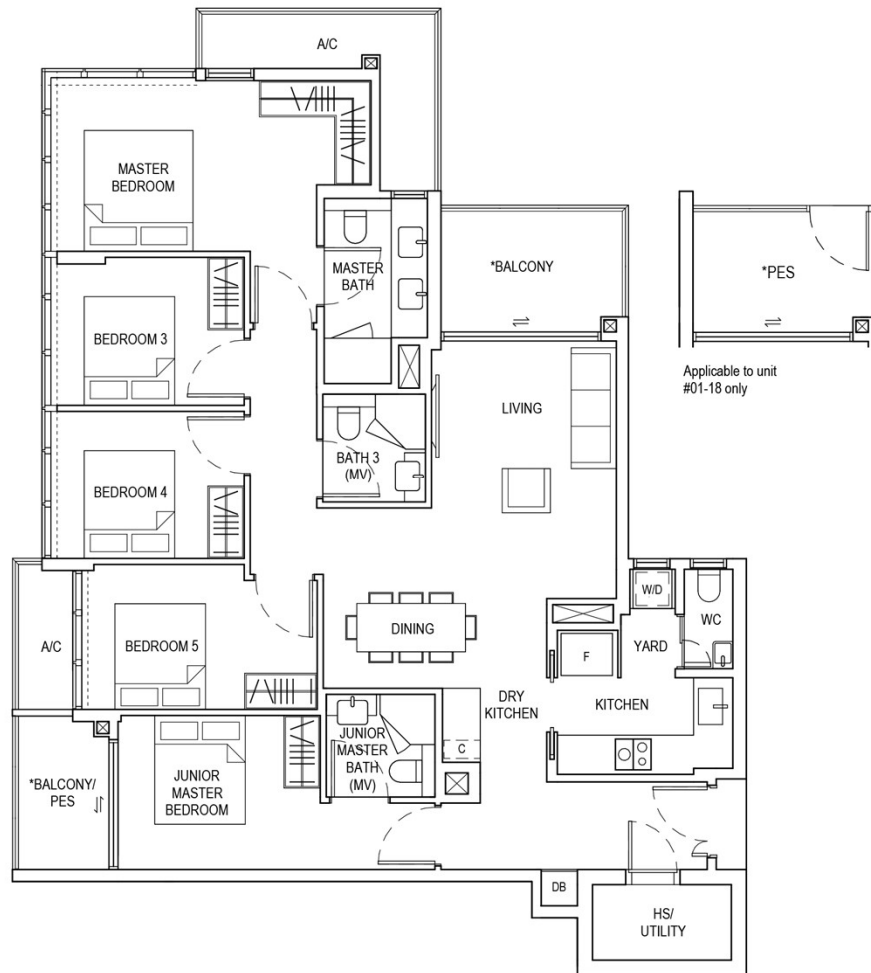 A/C
MASTER
BEDROOM
*BALCONY
*PES
MASTER
BATH
BEDROOM 3
Applicable to unit
#01-18 only
LIVING
BATH 3
(MV)
BEDROOM 4
W/D
WC
A/C
BEDROOM 5
DINING
YARD
F
DRY
KITCHEN
KITCHEN
JUNIOR
MASTER
BATH
(MV)
C
*BALCONY/
PES
JUNIOR
MASTER
BEDROOM
DB
HS/
UTILITY